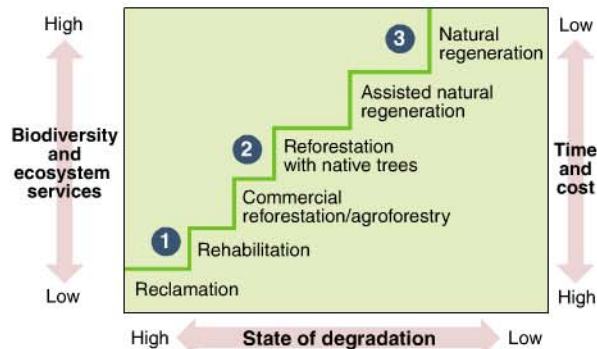 High
Low
3
Natural
regeneration
Assisted natural
regeneration
Biodiversity
and
ecosystem
services
2
Reforestation
with native trees
Time
and
cost
Commercial
reforestation/agroforestry
1
Rehabilitation
Reclamation
Low
High
High
State of degradation
Low